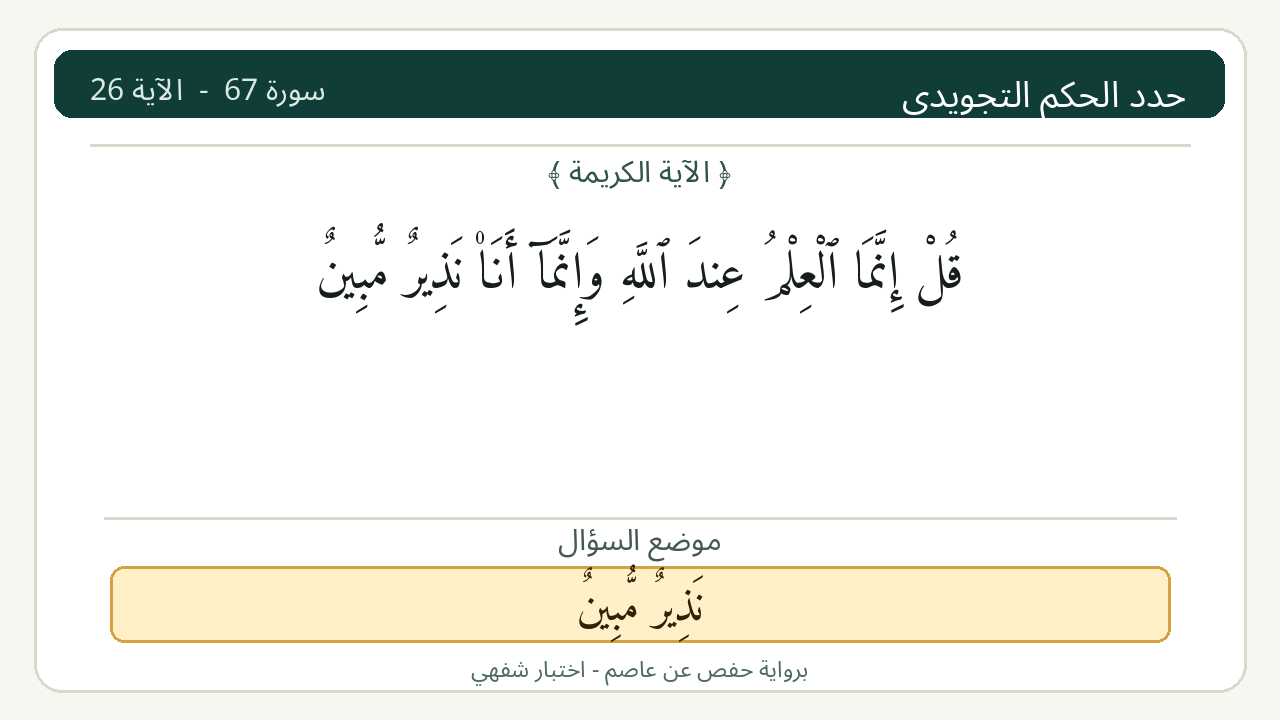 حدد الحكم التجويدى
سورة 67 - الآية 26
﴿ الآية الكريمة ﴾
قُلْ إِنَّمَا ٱلْعِلْمُ عِندَ ٱللَّهِ وَإِنَّمَآ أَنَا۠ نَذِيرٌ مُّبِينٌ
موضع السؤال
نَذِيرٌ مُّبِينٌ
برواية حفص عن عاصم - اختبار شفهي